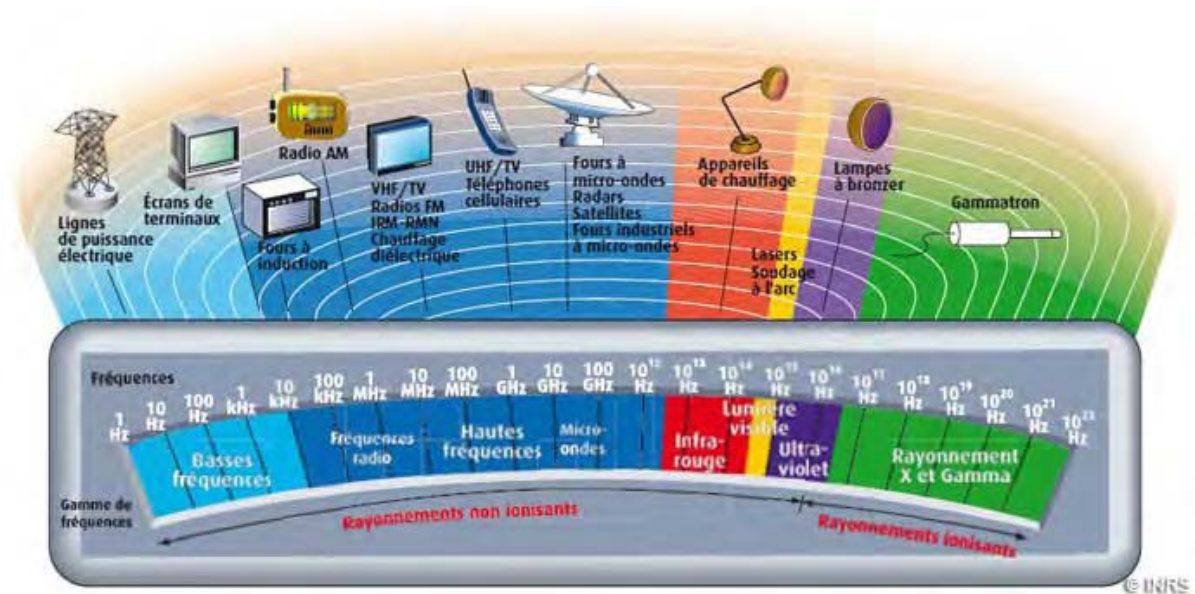 Lignes
de puissance
électrique
Écrans de
terminaux
Radio AM
Fours à
induction
VHF/TV
Radios FM
IRM-RMN
Chauffage
diélectrique
UHF/TV
Téléphones
cellulaires
Fours à
micro-ondes
Radars
Satellites
Fours industriels
à micro-ondes
Appareils
de chauffage
Lasers
Soudage
à l'arc
Lampes
à bronzer
Gammatron
Fréquences
1 Hz
10 Hz
100 Hz
1 kHz
10 kHz
100 kHz
1 MHz
10 MHz
100 MHz
1 GHz
10 GHz
100 GHz
10¹² Hz
10¹³ Hz
10¹⁴ Hz
10¹⁵ Hz
10¹⁶ Hz
10¹⁷ Hz
10¹⁸ Hz
10¹⁹ Hz
10²⁰ Hz
10²¹ Hz
Hz
Basses
fréquences
Fréquences
radio
Hautes
fréquences
Micro-
ondes
Infra-
rouge
Lumière
visible
Ultra-
violet
Rayonnement
X et Gamma
Gamme de
fréquences
Rayonnements non ionisants
Rayonnements ionisants
© INRS